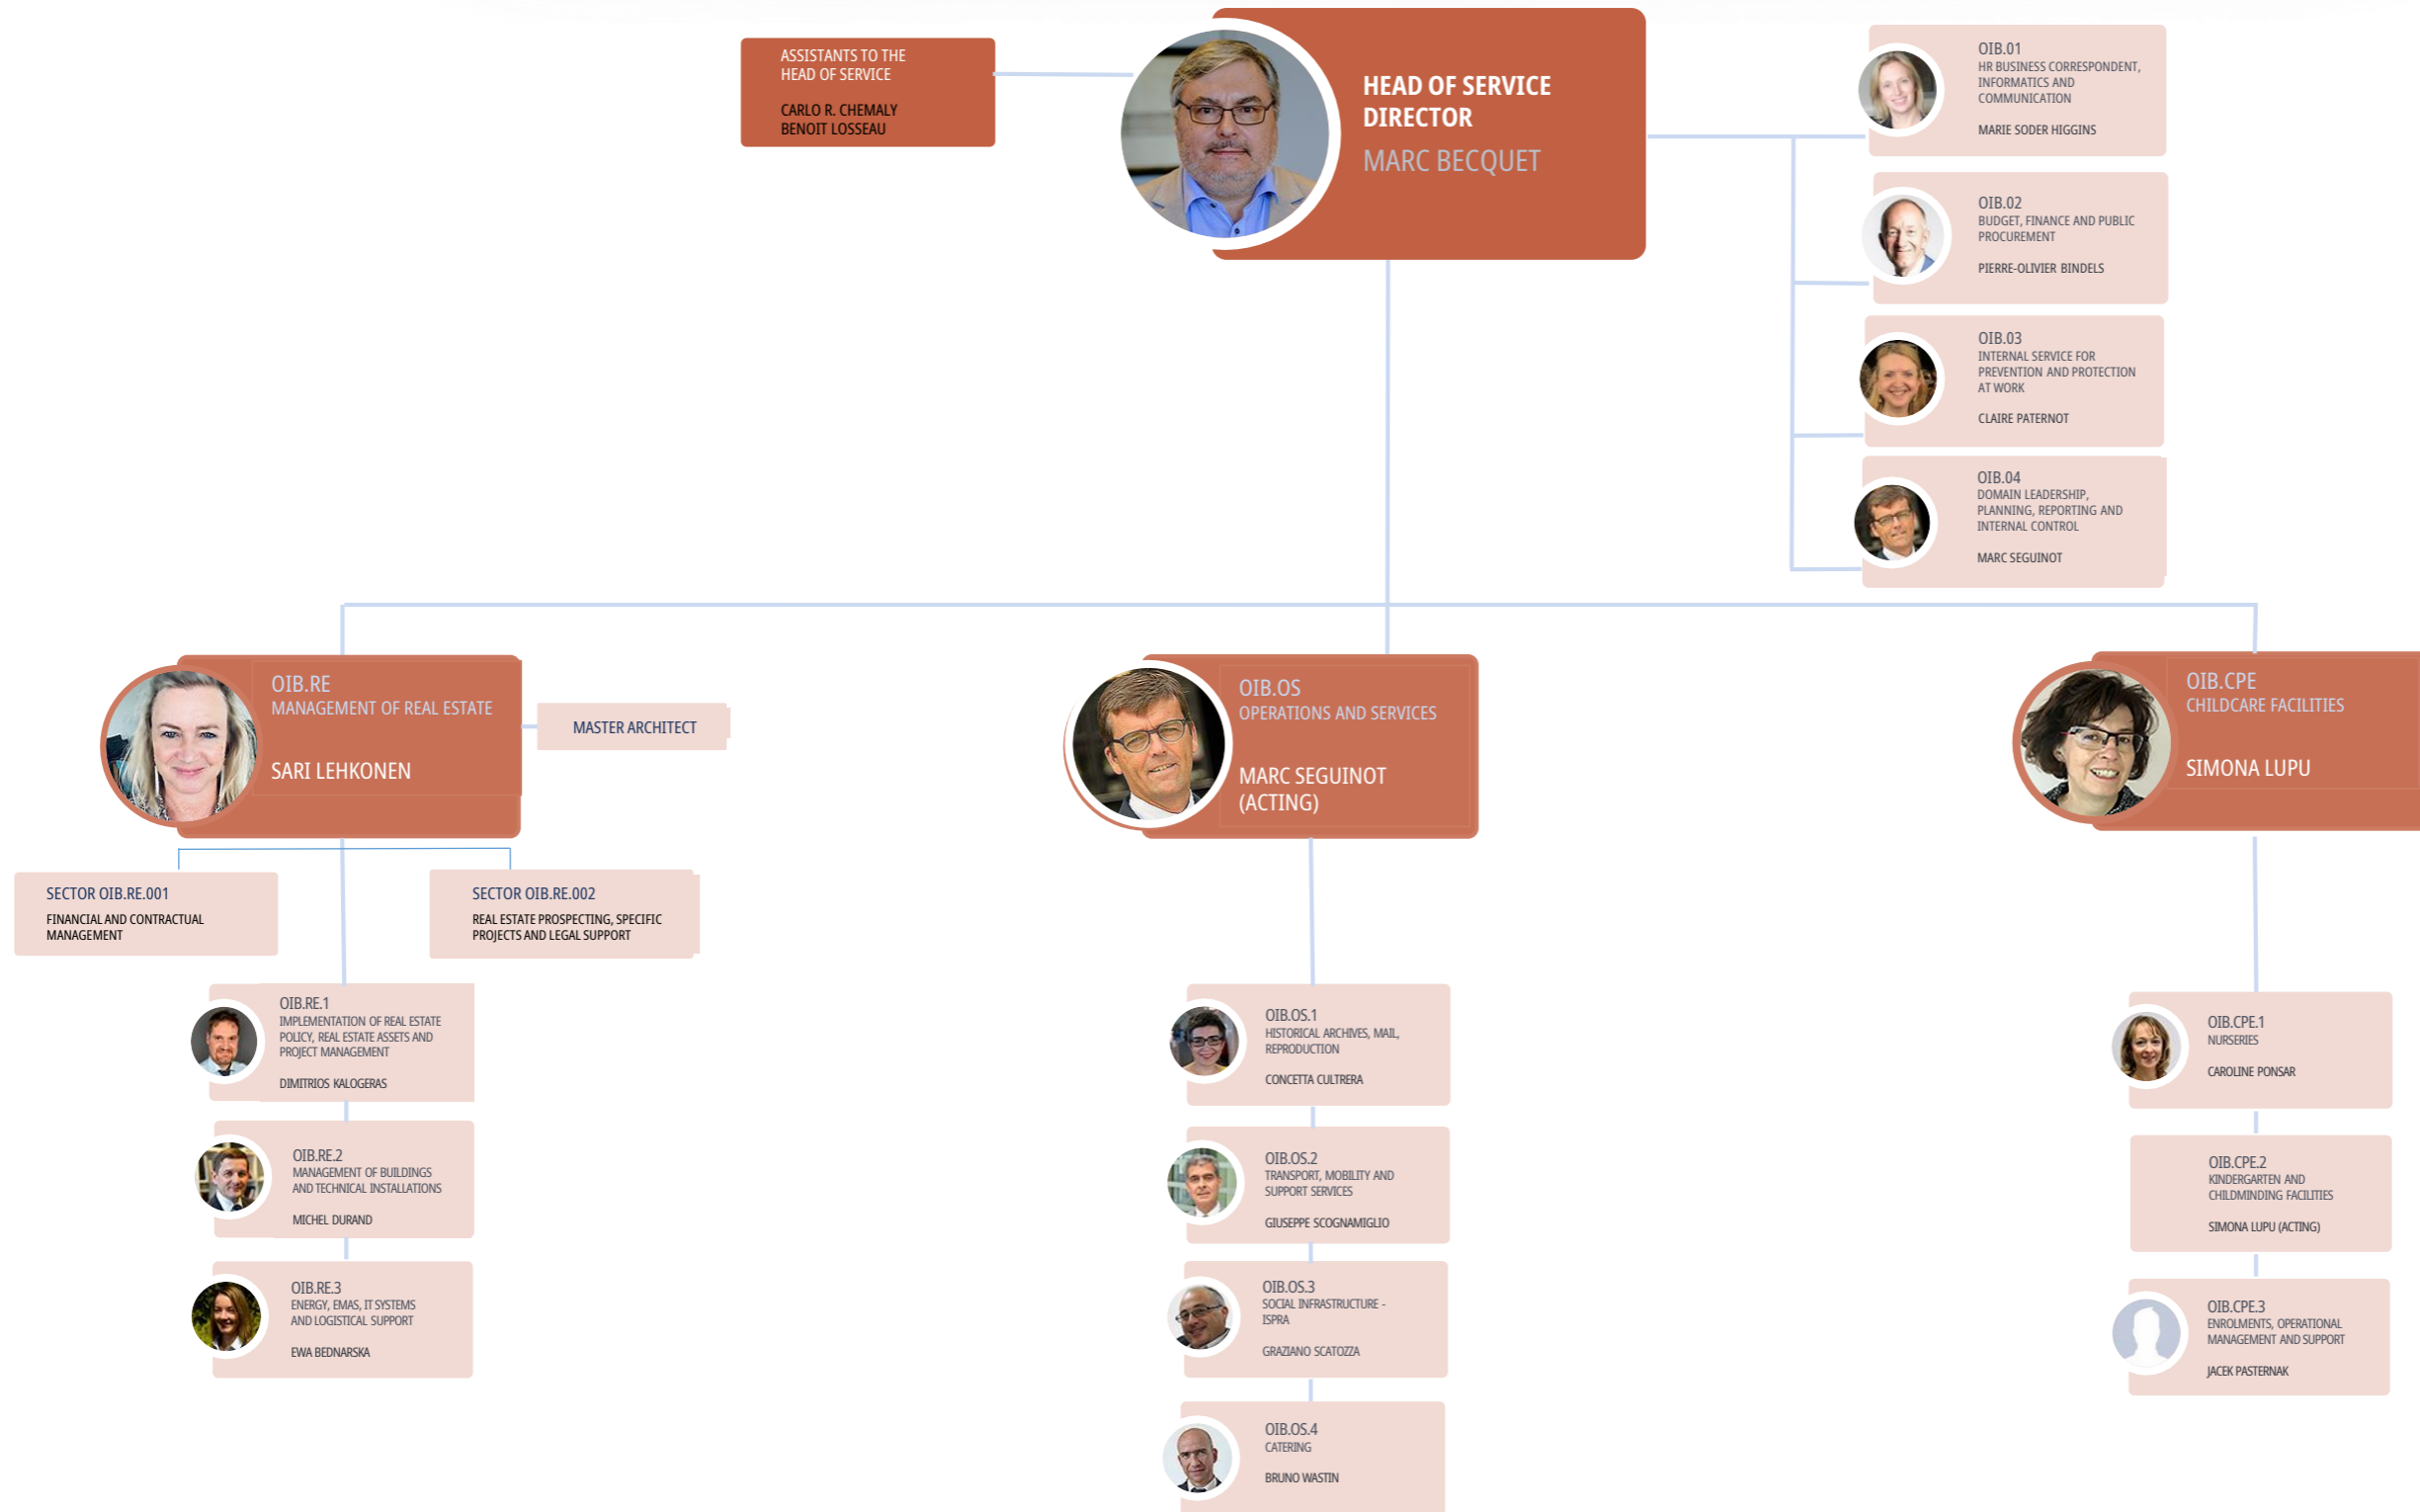 ASSISTANTS TO THE
HEAD OF SERVICE
CARLO R. CHEMALY
BENOIT LOSSEAU
HEAD OF SERVICE
DIRECTOR
MARC BECQUET
OIB.01
HR BUSINESS CORRESPONDENT,
INFORMATICS AND
COMMUNICATION
MARIE SODER HIGGINS
OIB.02
BUDGET, FINANCE AND PUBLIC
PROCUREMENT
PIERRE-OLIVIER BINDELS
OIB.03
INTERNAL SERVICE FOR
PREVENTION AND PROTECTION
AT WORK
CLAIRE PATERNOT
OIB.04
DOMAIN LEADERSHIP,
PLANNING, REPORTING AND
INTERNAL CONTROL
MARC SEGUINOT
OIB.RE
MANAGEMENT OF REAL ESTATE
SARI LEHKONEN
MASTER ARCHITECT
SECTOR OIB.RE.001
FINANCIAL AND CONTRACTUAL
MANAGEMENT
SECTOR OIB.RE.002
REAL ESTATE PROSPECTING, SPECIFIC
PROJECTS AND LEGAL SUPPORT
OIB.RE.1
IMPLEMENTATION OF REAL ESTATE
POLICY, REAL ESTATE ASSETS AND
PROJECT MANAGEMENT
DIMITRIOS KALOGERAS
OIB.RE.2
MANAGEMENT OF BUILDINGS
AND TECHNICAL INSTALLATIONS
MICHEL DURAND
OIB.RE.3
ENERGY, EMAS, IT SYSTEMS
AND LOGISTICAL SUPPORT
EWA BEDNARSKA
OIB.OS
OPERATIONS AND SERVICES
MARC SEGUINOT
(ACTING)
OIB.OS.1
HISTORICAL ARCHIVES, MAIL,
REPRODUCTION
CONCETTA CULTRERA
OIB.OS.2
TRANSPORT, MOBILITY AND
SUPPORT SERVICES
GIUSEPPE SCOGNAMIGLIO
OIB.OS.3
SOCIAL INFRASTRUCTURE -
ISPRA
GRAZIANO SCATOZZA
OIB.OS.4
CATERING
BRUNO WASTIN
OIB.CPE
CHILDCARE FACILITIES
SIMONA LUPU
OIB.CPE.1
NURSERIES
CAROLINE PONSAR
OIB.CPE.2
KINDERGARTEN AND
CHILDMINDING FACILITIES
SIMONA LUPU (ACTING)
OIB.CPE.3
ENROLMENTS, OPERATIONAL
MANAGEMENT AND SUPPORT
JACEK PASTERNAK